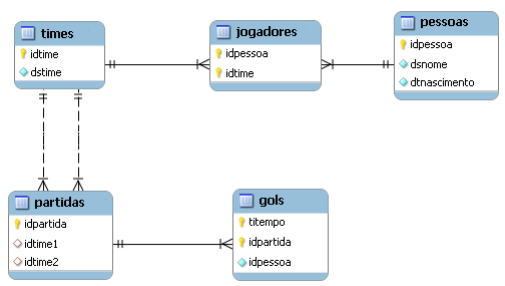 times
idtime
dstime
jogadores
idpessoa
idtime
pessoas
idpessoa
dsnome
dtnascimento
partidas
idpartida
idtime1
idtime2
gols
titempo
idpartida
idpessoa